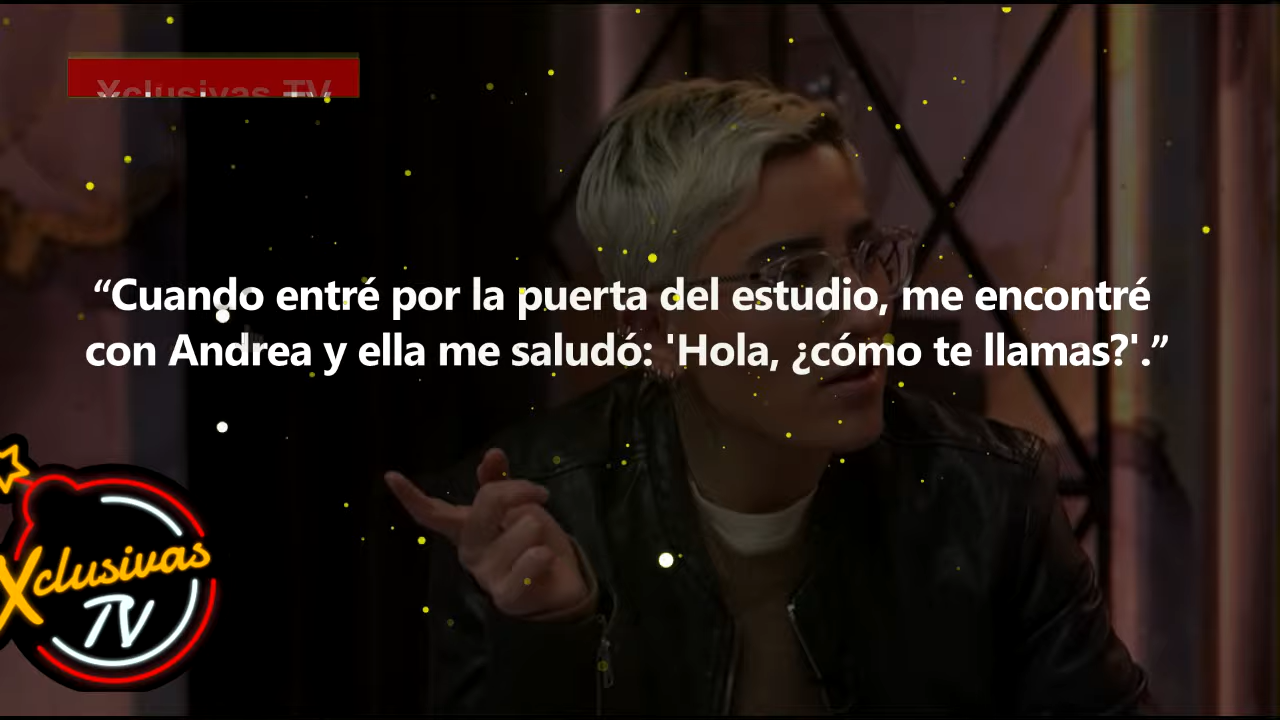 Xclusivas TV
“Cuando entré por la puerta del estudio, me encontré
con Andrea y ella me saludó: 'Hola, ¿cómo te llamas?'.”
Xclusivas
TV